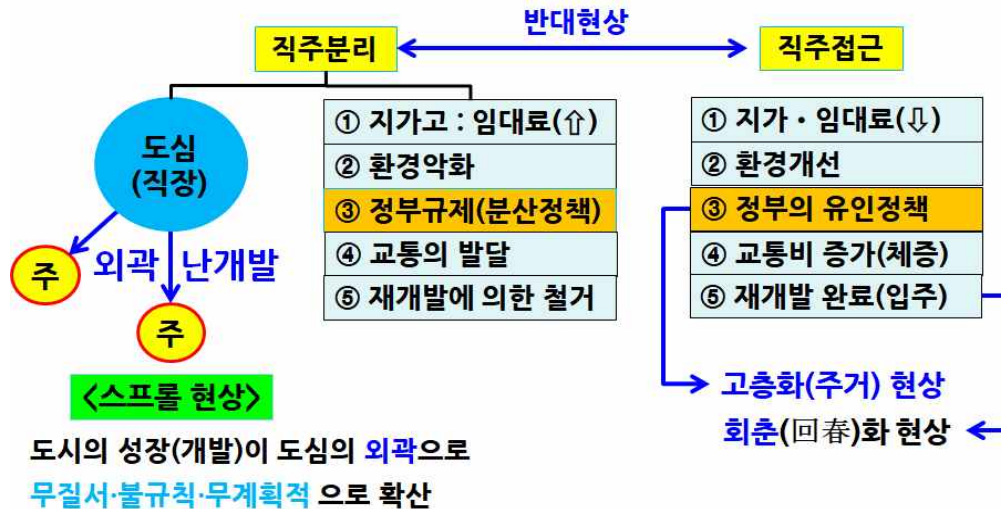 반대현상
직주분리
직주접근
도심
(직장)
주
외곽 난개발
주
<스프롤 현상>
도시의 성장(개발)이 도심의 외곽으로
무질서·불규칙·무계획적 으로 확산
① 지가고 : 임대료(⇧)
② 환경악화
③ 정부규제(분산정책)
④ 교통의 발달
⑤ 재개발에 의한 철거
① 지가 · 임대료(⇩)
② 환경개선
③ 정부의 유인정책
④ 교통비 증가(체증)
⑤ 재개발 완료(입주)
고층화(주거) 현상
회춘(回春)화 현상